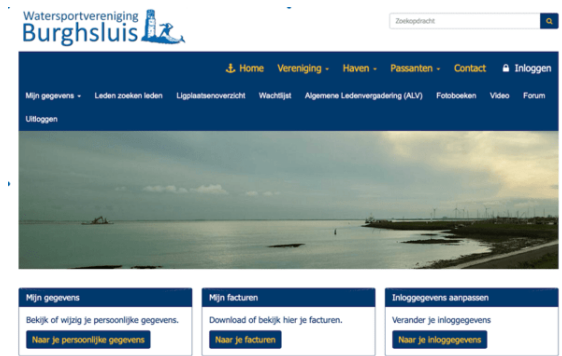 Watersportvereniging
Burghsluis
Zoekopdracht
Home Vereniging Haven Passanten Contact Inloggen
Mijn gegevens Leden zoeken leden Ligplaatsenoverzicht Wachtlijst Algemene Ledenvergadering (ALV) Fotoboeken Video Forum
Uitloggen
Mijn gegevens
Bekijk of wijzig je persoonlijke gegevens.
Naar je persoonlijke gegevens
Mijn facturen
Download of bekijk hier je facturen.
Naar je facturen
Inloggegevens aanpassen
Verander je inloggegevens
Naar je inloggegevens